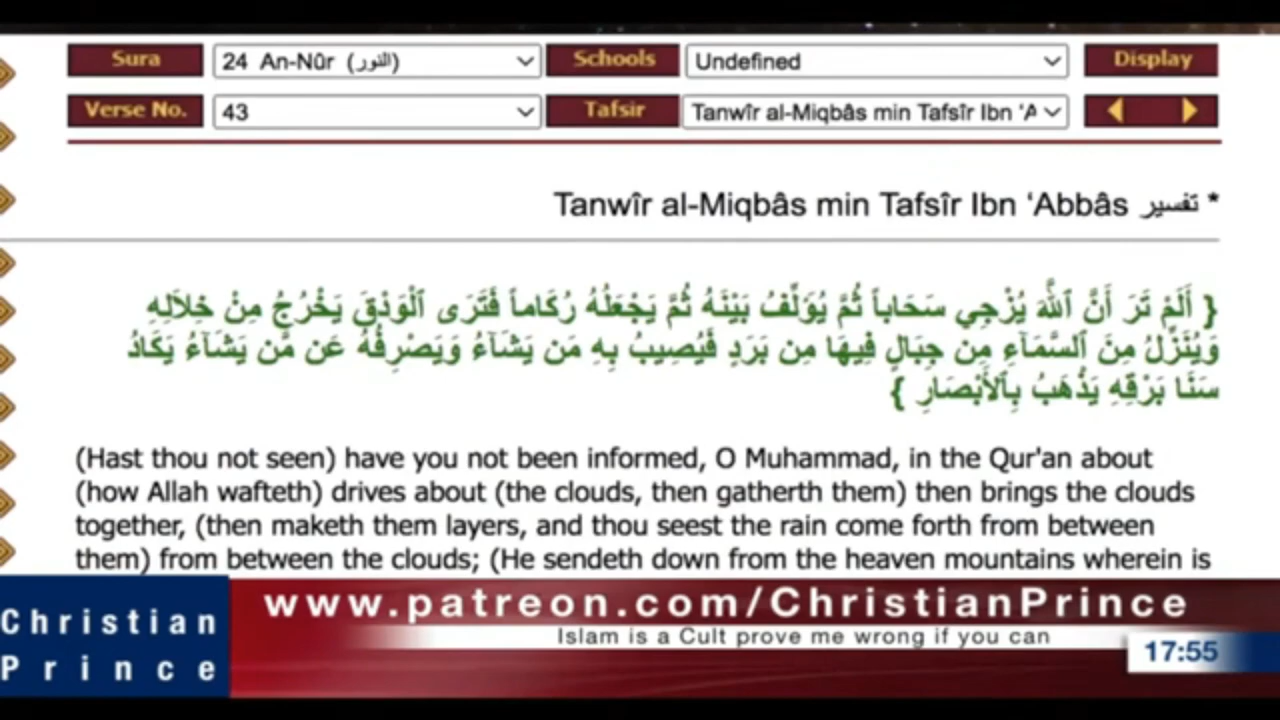 Sura
24 An-Nûr (النور)
Schools
Undefined
Display
Verse No.
43
Tafsir
Tanwîr al-Miqbâs min Tafsîr Ibn ‘A
* تفسير Tanwîr al-Miqbâs min Tafsîr Ibn ‘Abbâs
{ أَلَمْ تَرَ أَنَّ ٱللَّهَ يُزْجِي سَحَاباً ثُمَّ يُؤَلِّفُ بَيْنَهُ ثُمَّ يَجْعَلُهُ رُكَاماً فَتَرَى ٱلْوَدْقَ يَخْرُجُ مِنْ خِلاَلِهِ
وَيُنَزِّلُ مِنَ ٱلسَّمَآءِ مِن جِبَالٍ فِيهَا مِن بَرَدٍ فَيُصِيبُ بِهِ مَن يَشَآءُ وَيَصْرِفُهُ عَن مَّن يَشَآءُ يَكَادُ
سَنَا بَرْقِهِ يَذْهَبُ بِٱلأَبْصَارِ }
(Hast thou not seen) have you not been informed, O Muhammad, in the Qur'an about
(how Allah wafteth) drives about (the clouds, then gatherth them) then brings the clouds
together, (then maketh them layers, and thou seest the rain come forth from between
them) from between the clouds; (He sendeth down from the heaven mountains wherein is
Christian
Prince
www.patreon.com/ChristianPrince
Islam is a Cult prove me wrong if you can
17:55